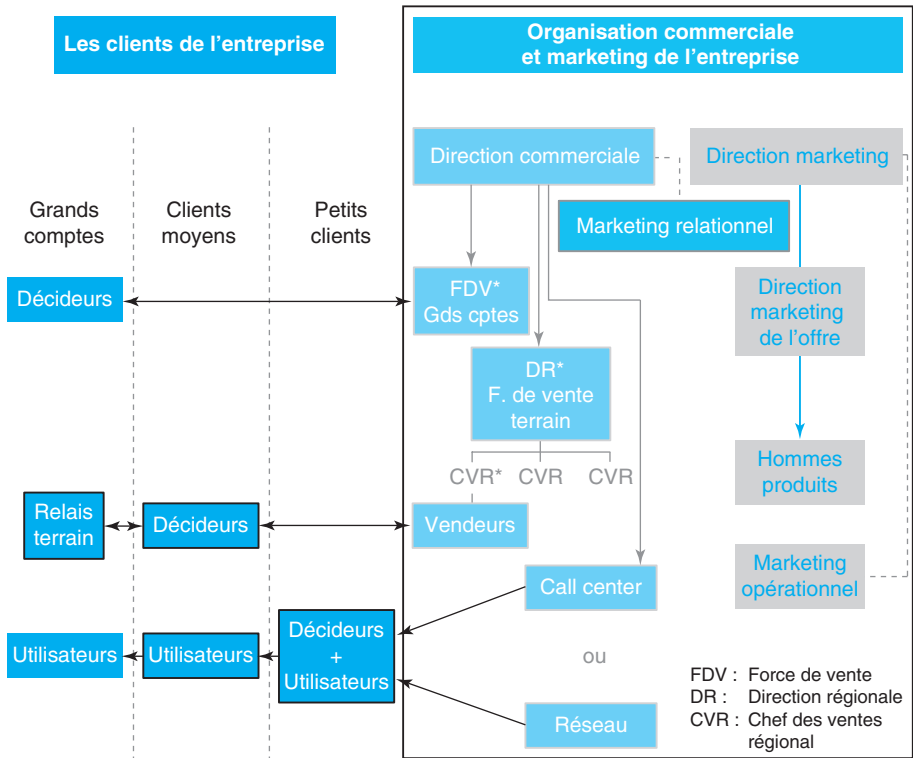 Les clients de l'entreprise
Organisation commerciale
et marketing de l'entreprise
Grands
comptes
Clients
moyens
Petits
clients
Direction commerciale
Direction marketing
Marketing relationnel
Décideurs
FDV*
Gds cptes
Direction
marketing
de l'offre
DR*
F. de vente
terrain
CVR*
CVR
CVR
Hommes
produits
Relais
terrain
Décideurs
Vendeurs
Call center
Marketing
opérationnel
Utilisateurs
Utilisateurs
Décideurs
+
Utilisateurs
ou
Réseau
FDV : Force de vente
DR : Direction régionale
CVR : Chef des ventes
régional